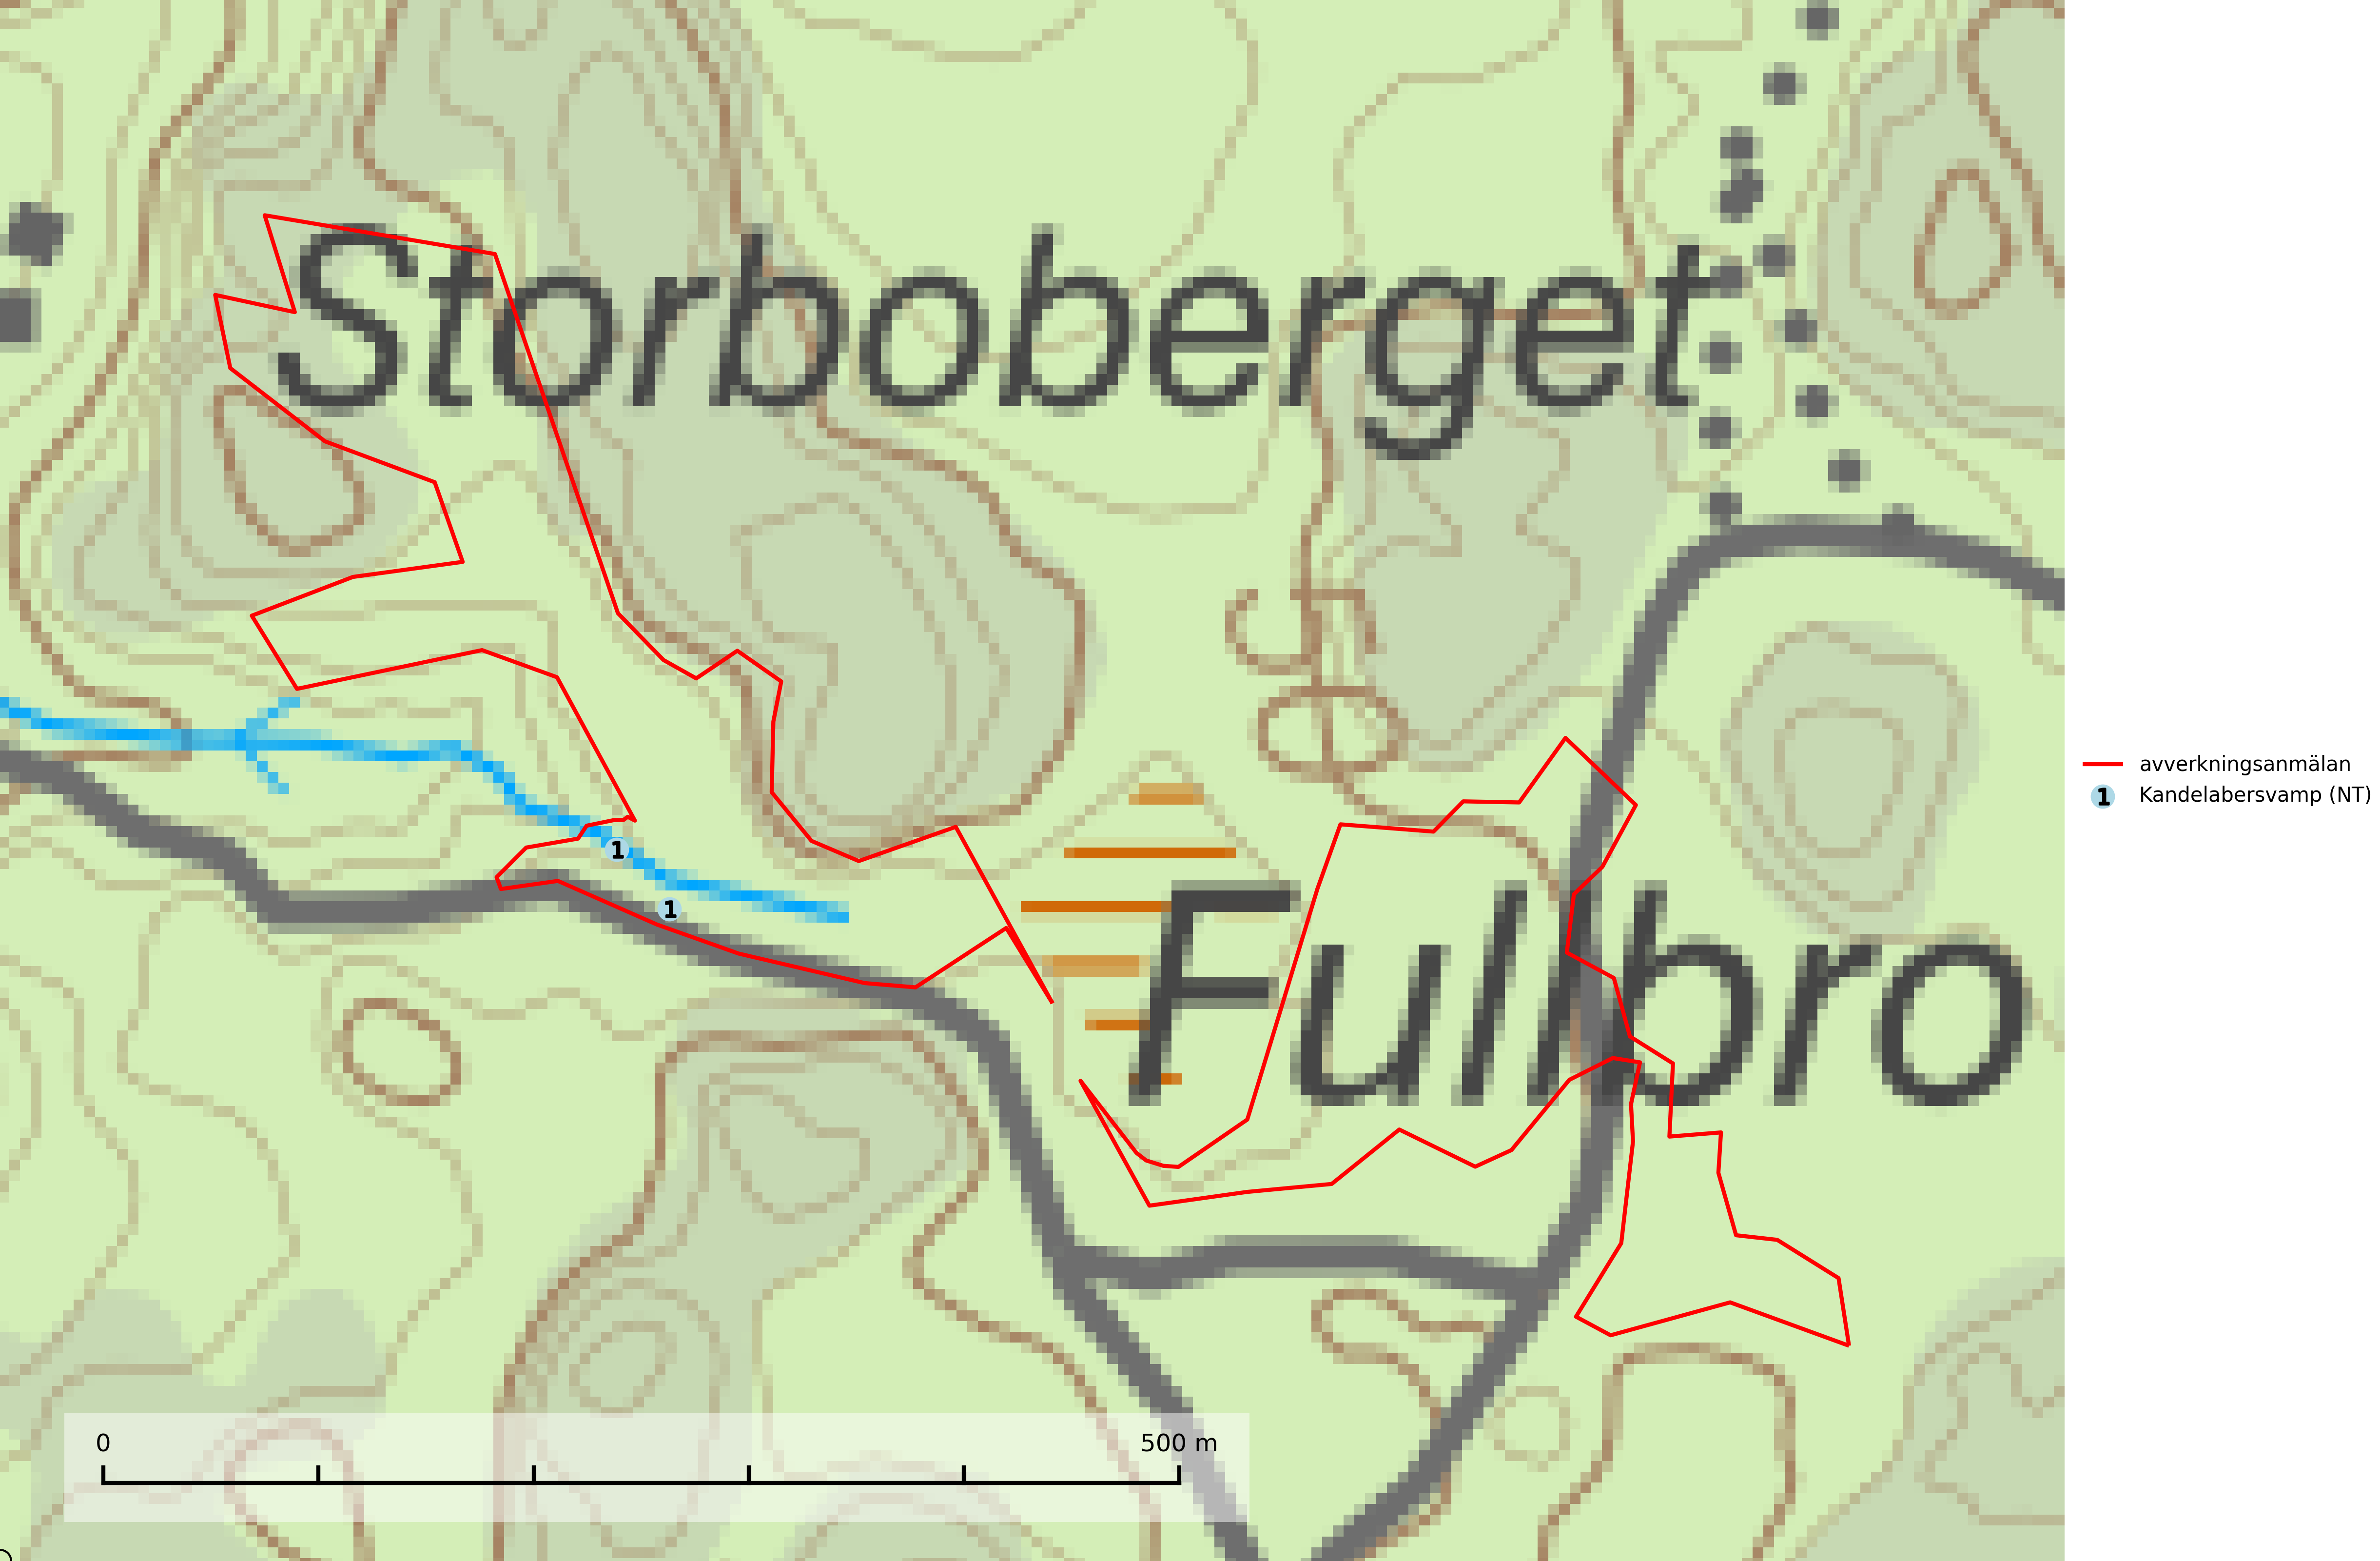 Storboberget
avverkningsanmälan
1 Kandelabersvamp (NT)
1
1
Fullbro
0 500 m